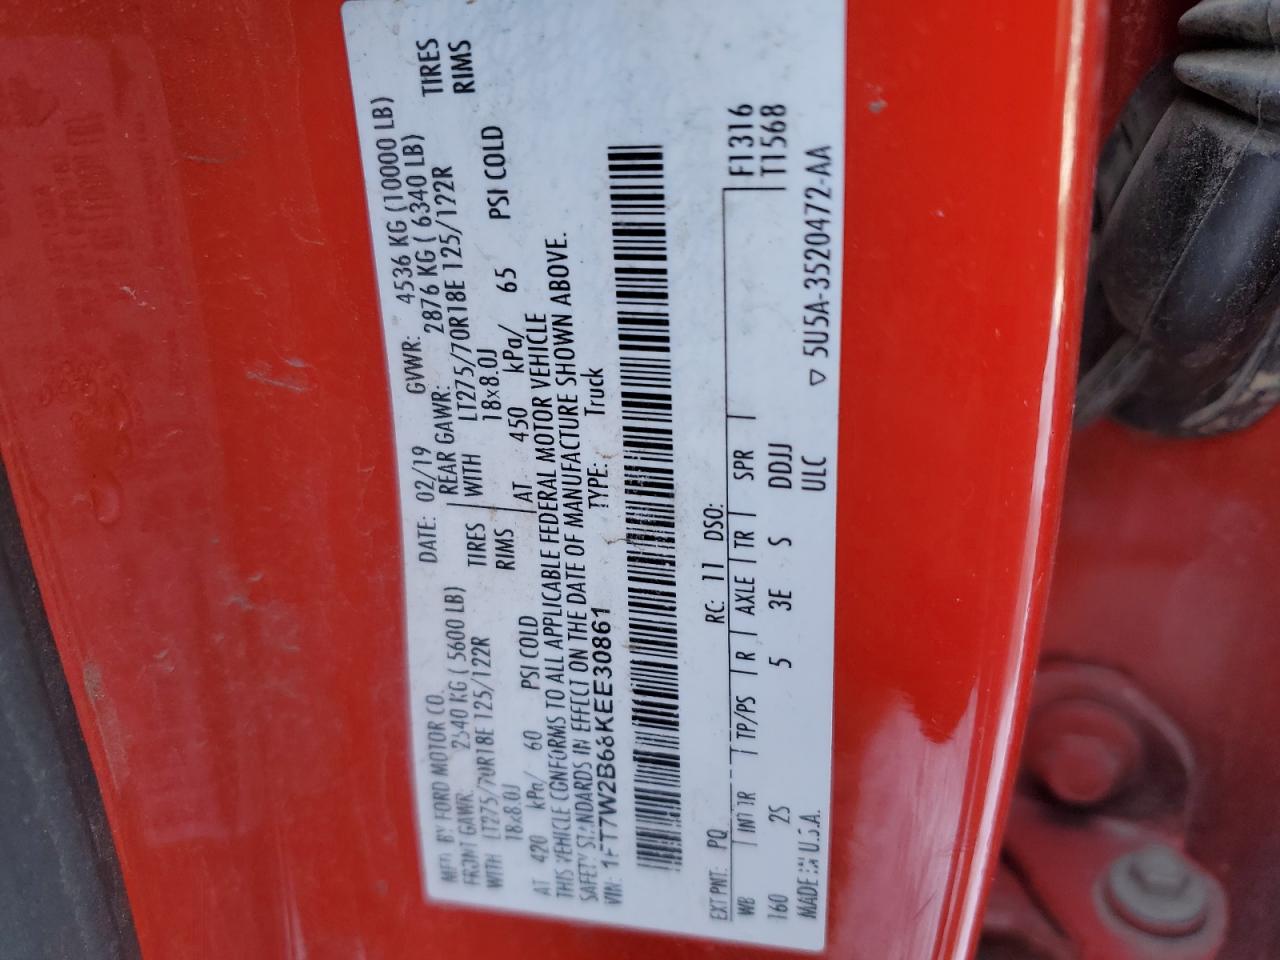 MFD. BY FORD MOTOR CO.
DATE: 02/19 GVWR: 4536 KG (10000 LB)
FRONT GAWR: 2540 KG ( 5600 LB) REAR GAWR: 2876 KG ( 6340 LB)
WITH LT275/70R18E 125/122R TIRES WITH LT275/70R18E 125/122R TIRES
18x8.0J RIMS 18x8.0J RIMS
AT 420 kPa/ 60 PSI COLD AT 450 kPa/ 65 PSI COLD
THIS VEHICLE CONFORMS TO ALL APPLICABLE FEDERAL MOTOR VEHICLE
SAFETY STANDARDS IN EFFECT ON THE DATE OF MANUFACTURE SHOWN ABOVE.
VIN: 1FT7W2B68KEE30861 TYPE: Truck
EXT PNT: PQ RC: 11 DSO: F1316
WB INT TR TP/PS R AXLE TR SPR T1568
160 2S 5 3E S DDJJ
MADE IN U.S.A. ULC ▽ 5U5A-3520472-AA